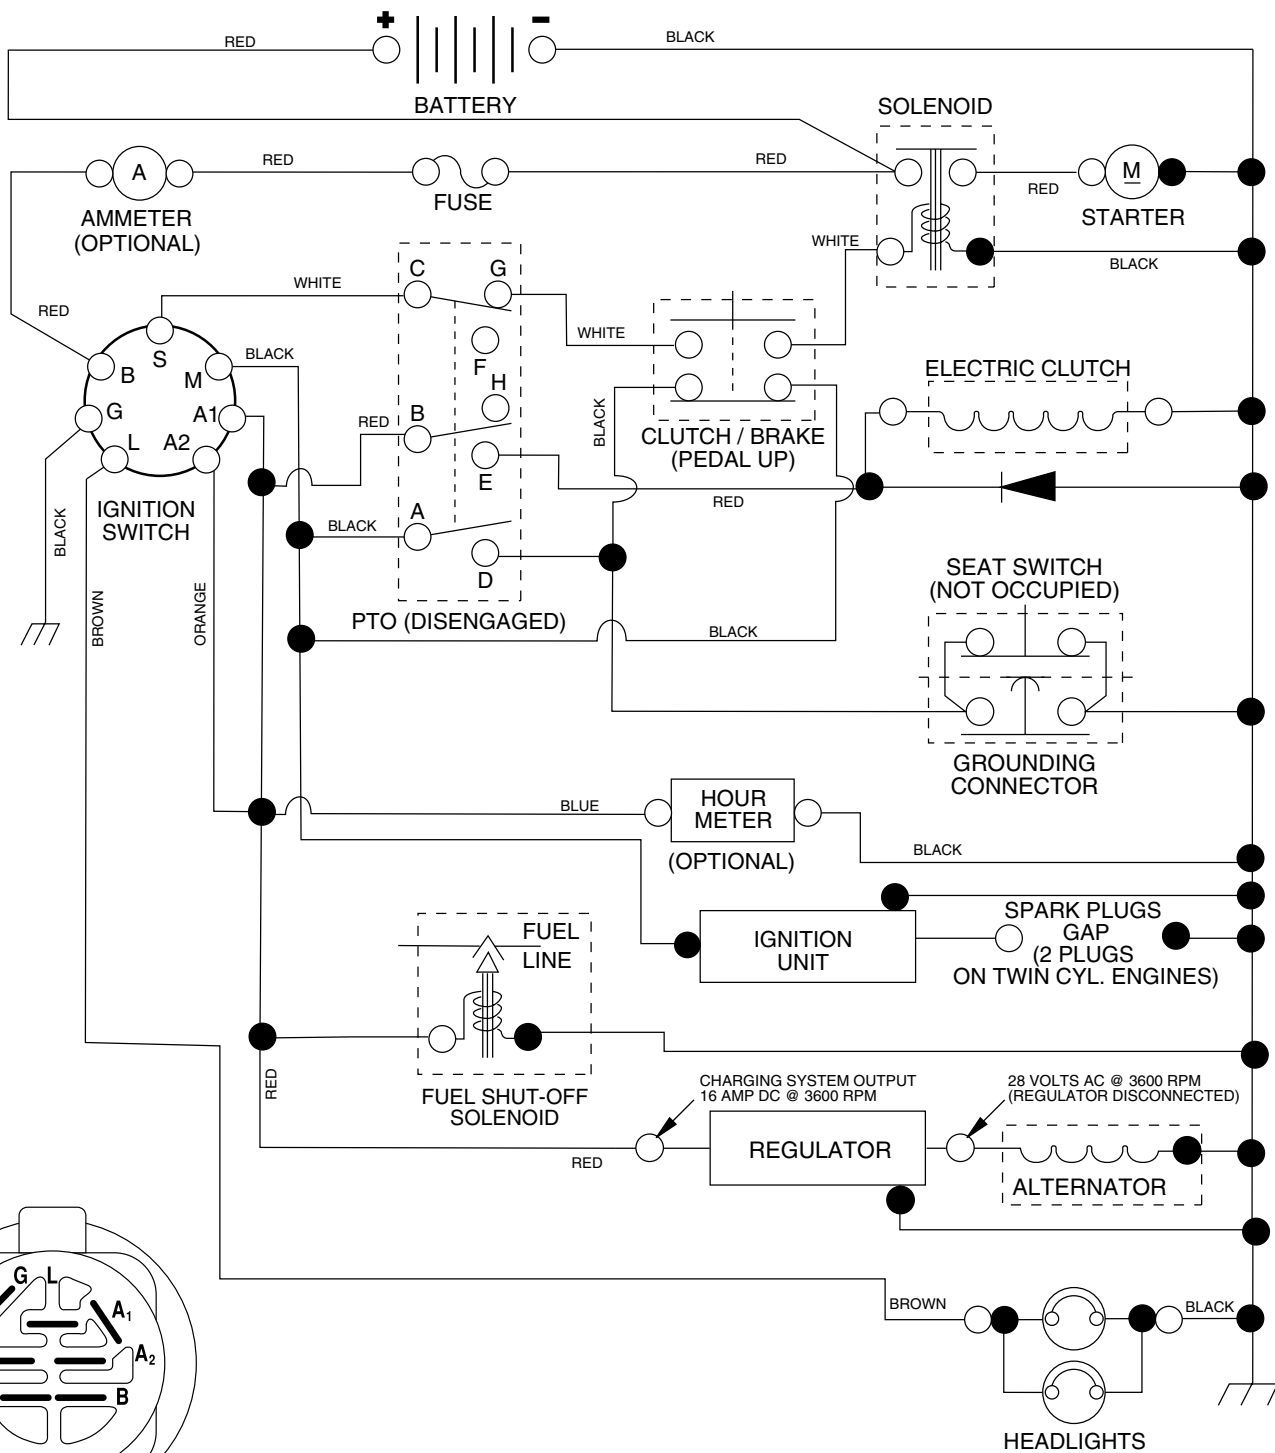 + -
RED
BLACK
BATTERY
SOLENOID
A
RED
RED
RED
M
FUSE
AMMETER
(OPTIONAL)
STARTER
WHITE
BLACK
C
G
WHITE
RED
WHITE
S
BLACK
B
M
F
H
ELECTRIC CLUTCH
G
A1
B
RED
BLACK
L
A2
CLUTCH / BRAKE
(PEDAL UP)
E
RED
IGNITION
SWITCH
A
BLACK
BLACK
D
SEAT SWITCH
(NOT OCCUPIED)
BROWN
ORANGE
PTO (DISENGAGED)
BLACK
GROUNDING
CONNECTOR
BLUE
HOUR
METER
(OPTIONAL)
BLACK
FUEL
LINE
IGNITION
UNIT
SPARK PLUGS
GAP
(2 PLUGS
ON TWIN CYL. ENGINES)
RED
FUEL SHUT-OFF
SOLENOID
CHARGING SYSTEM OUTPUT
16 AMP DC @ 3600 RPM
28 VOLTS AC @ 3600 RPM
(REGULATOR DISCONNECTED)
RED
REGULATOR
ALTERNATOR
G L
A1
A2
B
BROWN
BLACK
HEADLIGHTS